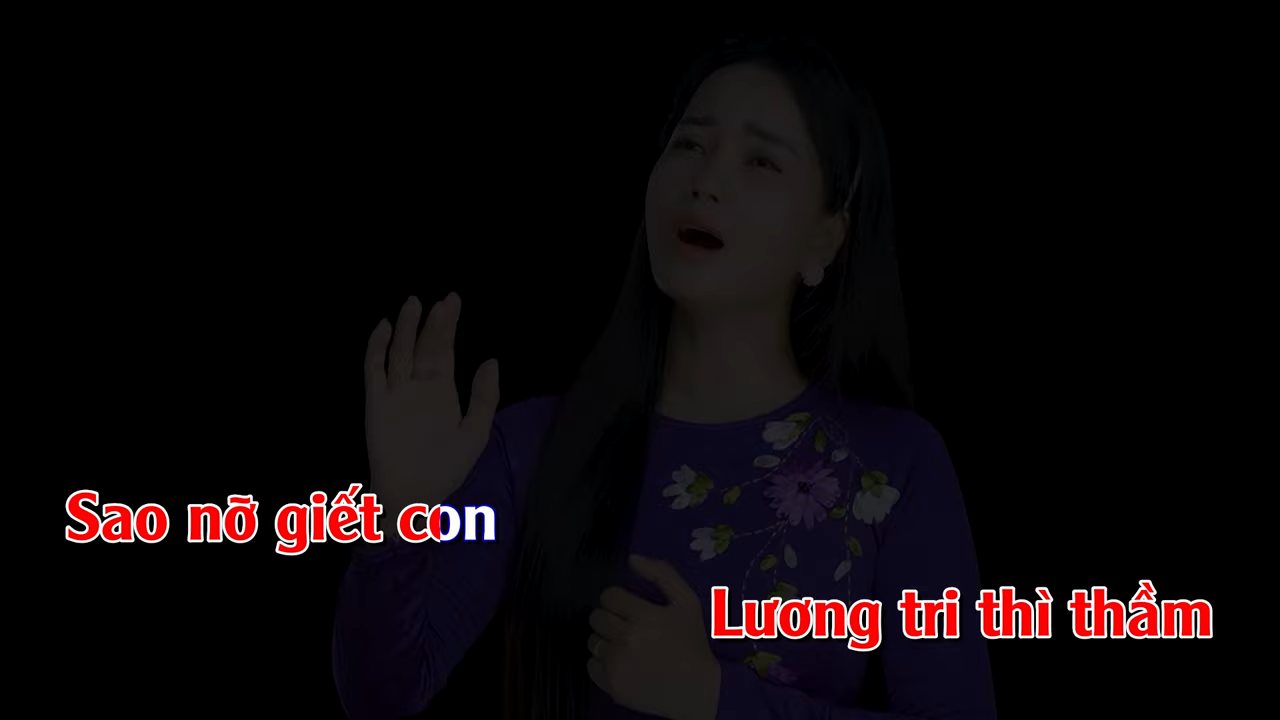 Sao nỡ giết con
Lương tri thì thầm